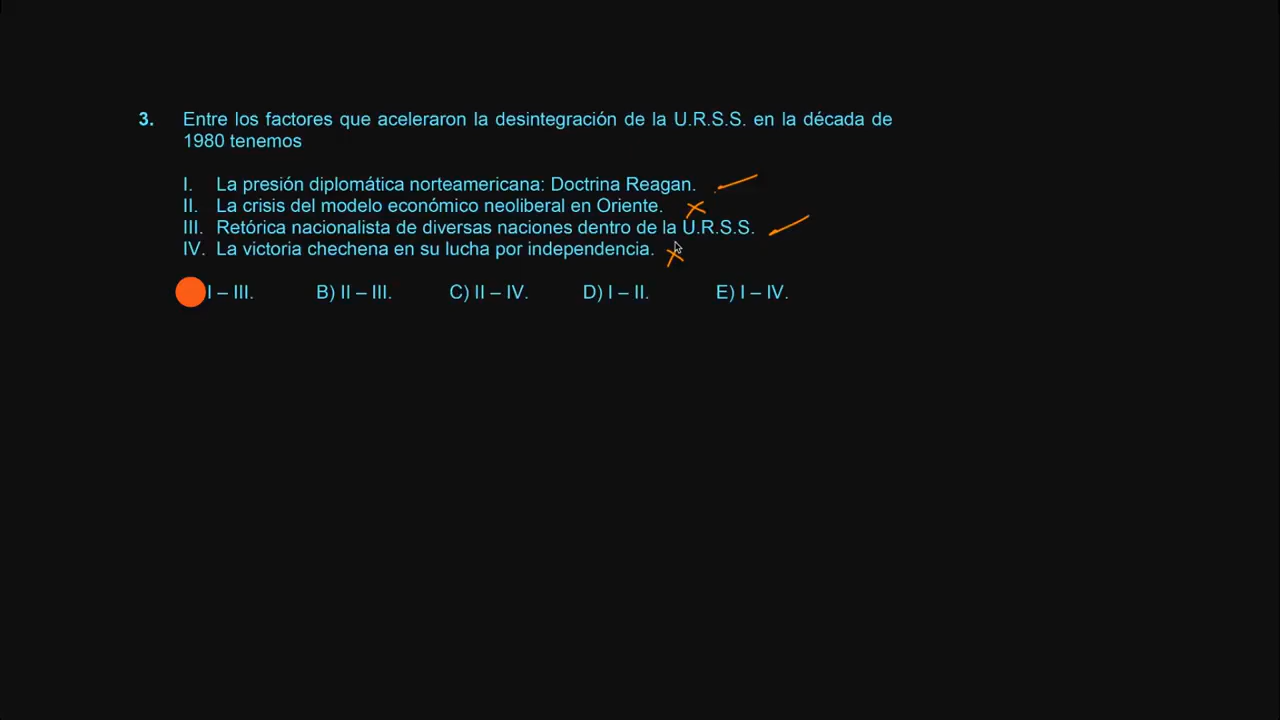 3. Entre los factores que aceleraron la desintegración de la U.R.S.S. en la década de
1980 tenemos
I. La presión diplomática norteamericana: Doctrina Reagan.
II. La crisis del modelo económico neoliberal en Oriente.
III. Retórica nacionalista de diversas naciones dentro de la U.R.S.S.
IV. La victoria chechena en su lucha por independencia.
I – III. B) II – III. C) II – IV. D) I – II. E) I – IV.